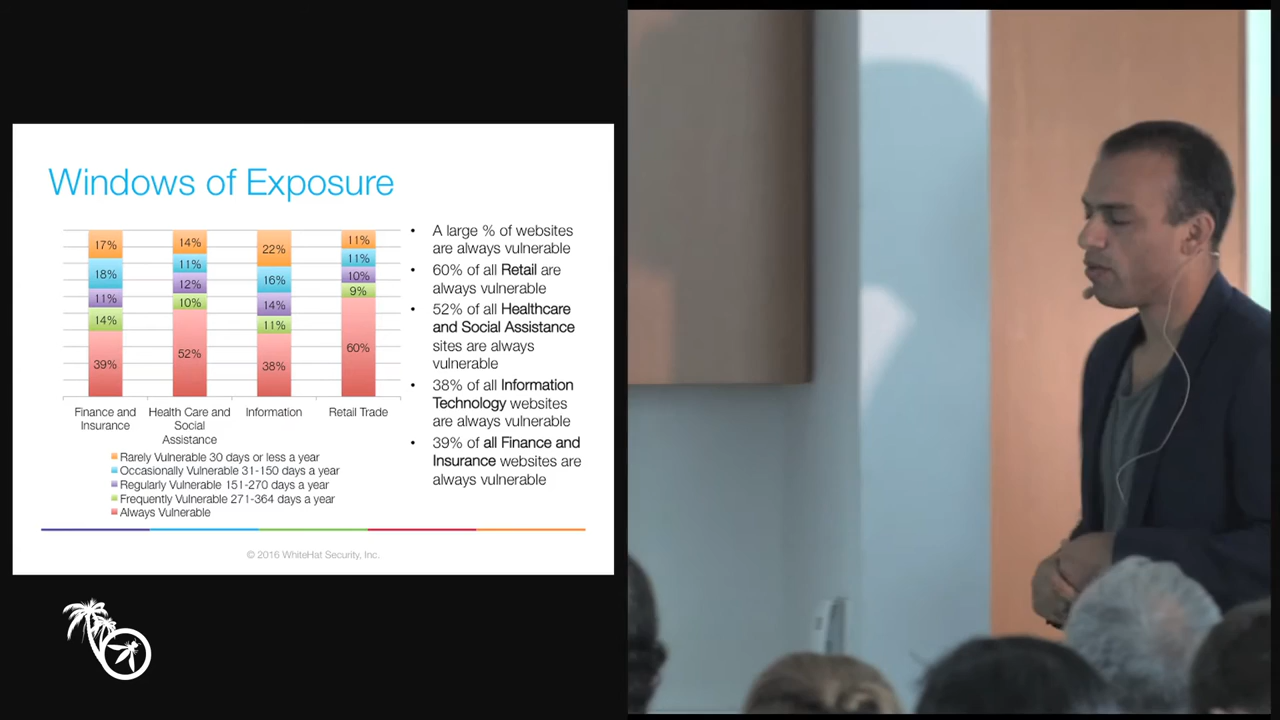 Windows of Exposure
17%
14%
22%
11%
18%
11%
16%
11%
11%
12%
14%
10%
14%
10%
11%
9%
39%
52%
38%
60%
Finance and
Insurance
Health Care and
Social
Assistance
Information
Retail Trade
Rarely Vulnerable 30 days or less a year
Occasionally Vulnerable 31-150 days a year
Regularly Vulnerable 151-270 days a year
Frequently Vulnerable 271-364 days a year
Always Vulnerable
• A large % of websites
are always vulnerable
• 60% of all Retail are
always vulnerable
• 52% of all Healthcare
and Social Assistance
sites are always
vulnerable
• 38% of all Information
Technology websites
are always vulnerable
• 39% of all Finance and
Insurance websites are
always vulnerable
© 2016 WhiteHat Security, Inc.